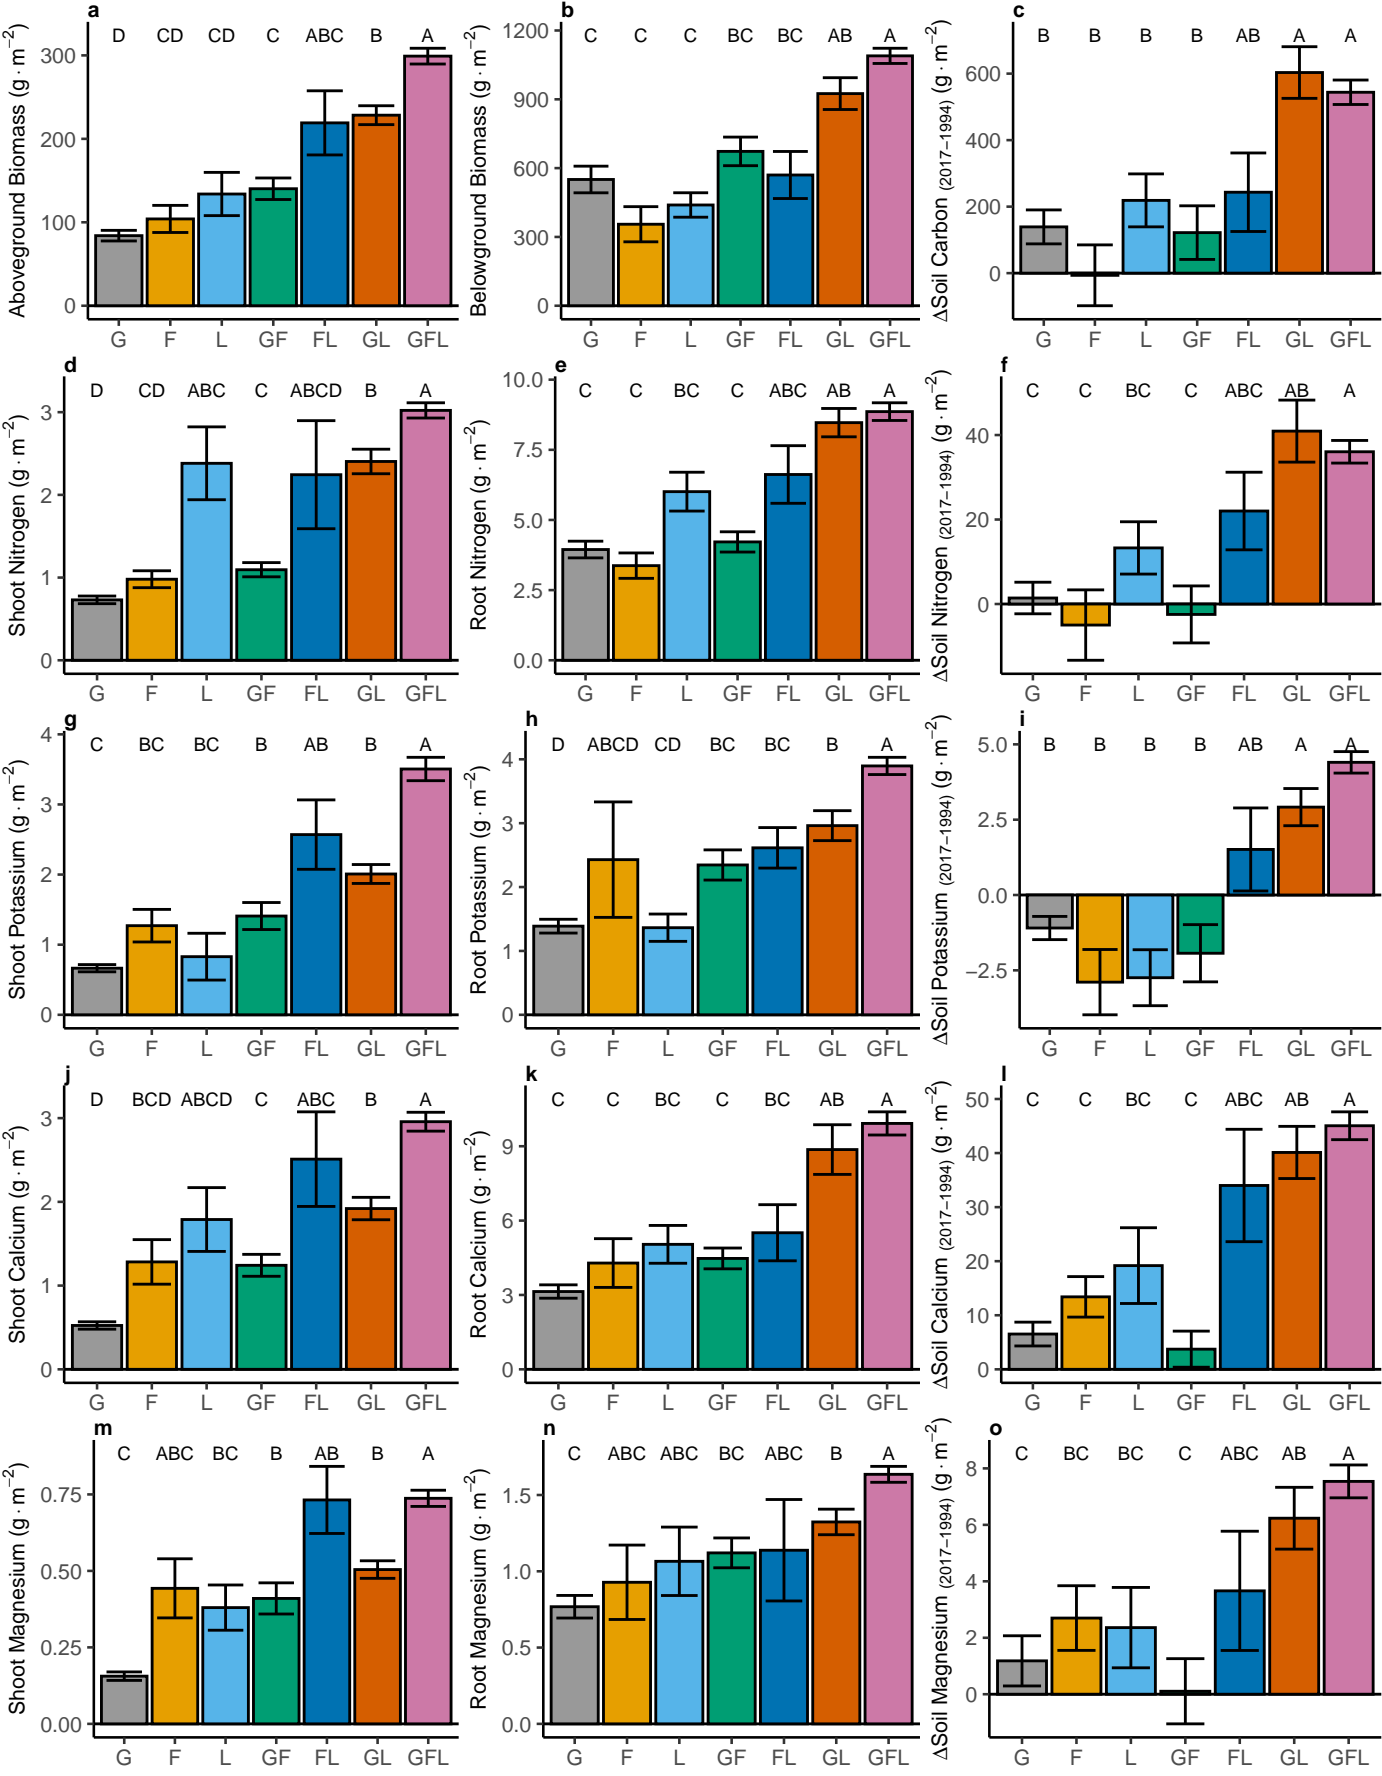 a
Aboveground Biomass (g · m−2)
D CD CD C ABC B A
300
200
100
0
G F L GF FL GL GFL
b
Belowground Biomass (g · m−2)
C C C BC BC AB A
1200
900
600
300
0
G F L GF FL GL GFL
c
ΔSoil Carbon (2017−1994) (g · m−2)
B B B B AB A A
600
400
200
0
G F L GF FL GL GFL
d
Shoot Nitrogen (g · m−2)
D CD ABC C ABCD B A
3
2
1
0
G F L GF FL GL GFL
e
Root Nitrogen (g · m−2)
C C BC C ABC AB A
10.0
7.5
5.0
2.5
0.0
G F L GF FL GL GFL
f
ΔSoil Nitrogen (2017−1994) (g · m−2)
C C BC C ABC AB A
40
20
0
G F L GF FL GL GFL
g
Shoot Potassium (g · m−2)
C BC BC B AB B A
4
3
2
1
0
G F L GF FL GL GFL
h
Root Potassium (g · m−2)
D ABCD CD BC BC B A
4
3
2
1
0
G F L GF FL GL GFL
i
ΔSoil Potassium (2017−1994) (g · m−2)
B B B B AB A A
5.0
2.5
0.0
−2.5
G F L GF FL GL GFL
j
Shoot Calcium (g · m−2)
D BCD ABCD C ABC B A
3
2
1
0
G F L GF FL GL GFL
k
Root Calcium (g · m−2)
C C BC C BC AB A
9
6
3
0
G F L GF FL GL GFL
l
ΔSoil Calcium (2017−1994) (g · m−2)
C C BC C ABC AB A
50
40
30
20
10
0
G F L GF FL GL GFL
m
Shoot Magnesium (g · m−2)
C ABC BC B AB B A
0.75
0.50
0.25
0.00
G F L GF FL GL GFL
n
Root Magnesium (g · m−2)
C ABC ABC BC ABC B A
1.5
1.0
0.5
0.0
G F L GF FL GL GFL
o
ΔSoil Magnesium (2017−1994) (g · m−2)
C BC BC C ABC AB A
8
6
4
2
0
G F L GF FL GL GFL